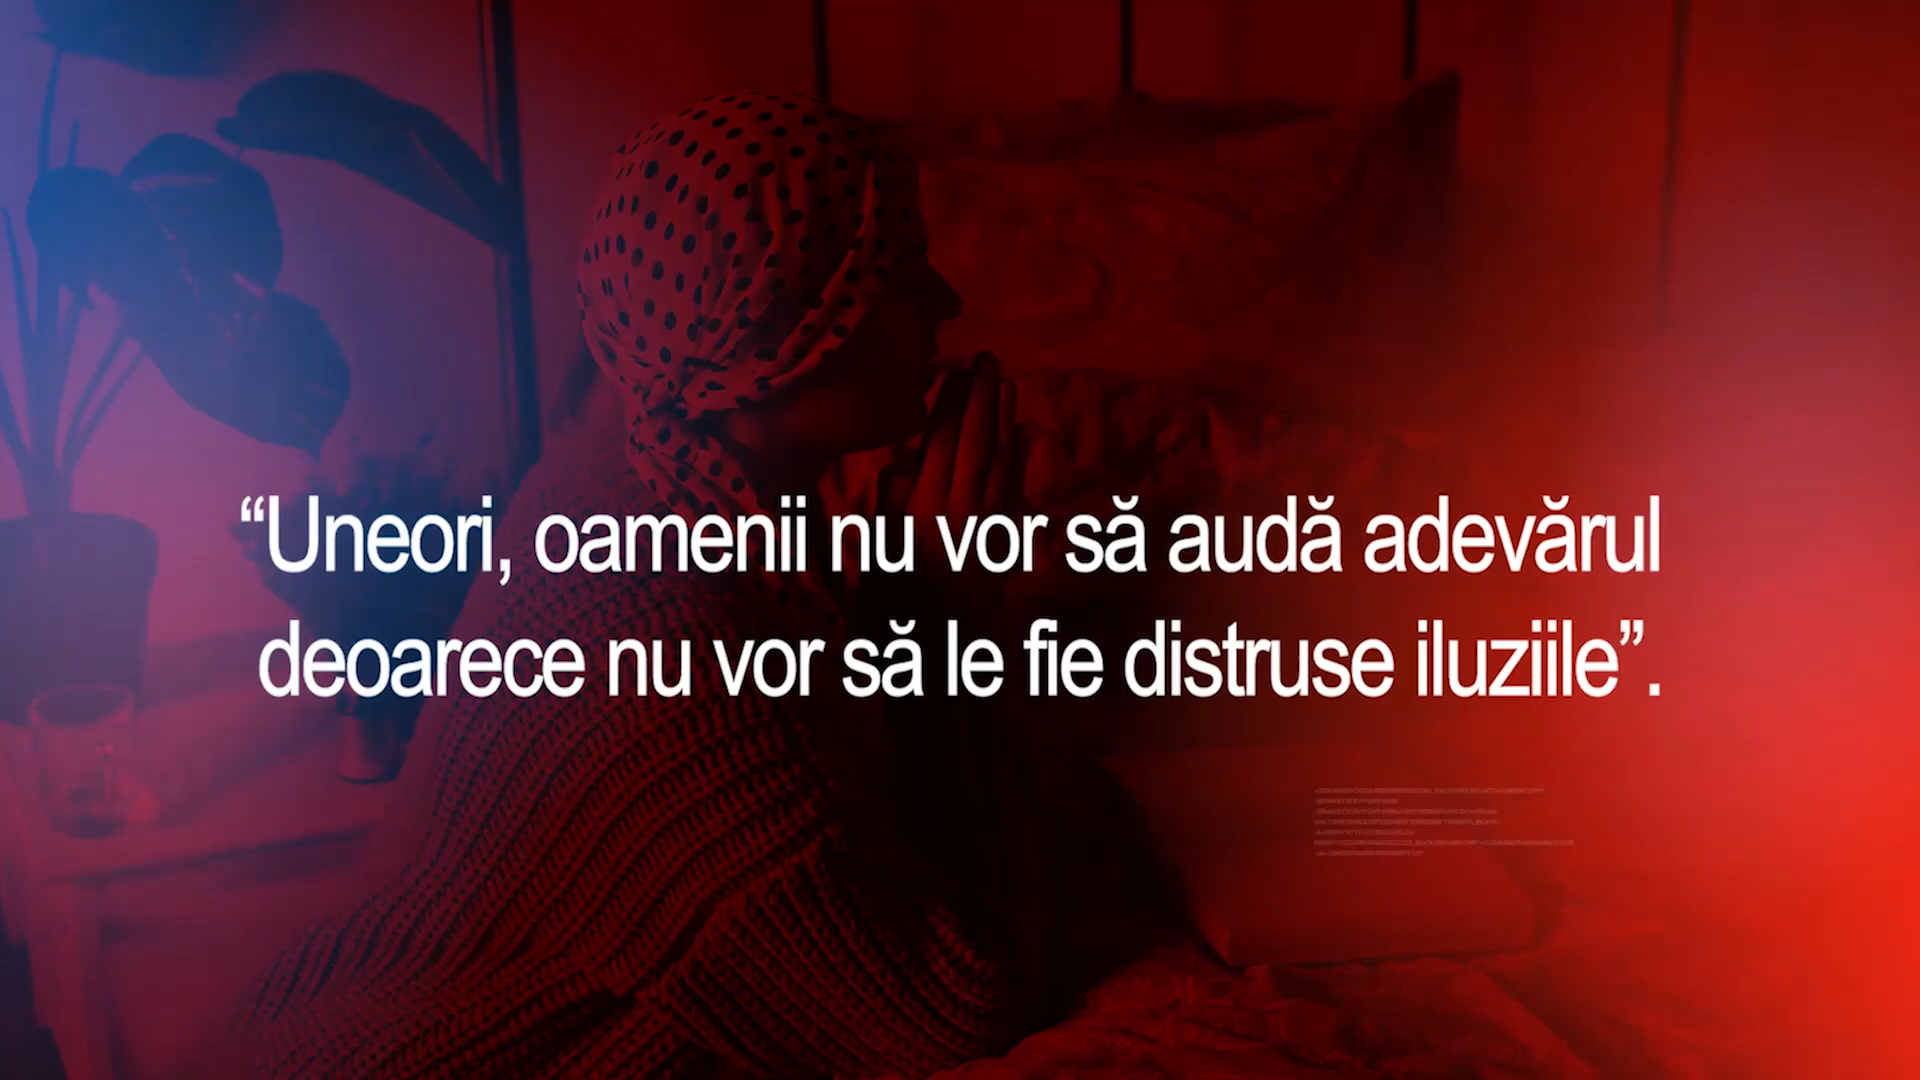 “Uneori, oamenii nu vor să audă adevărul
deoarece nu vor să le fie distruse iluziile”.